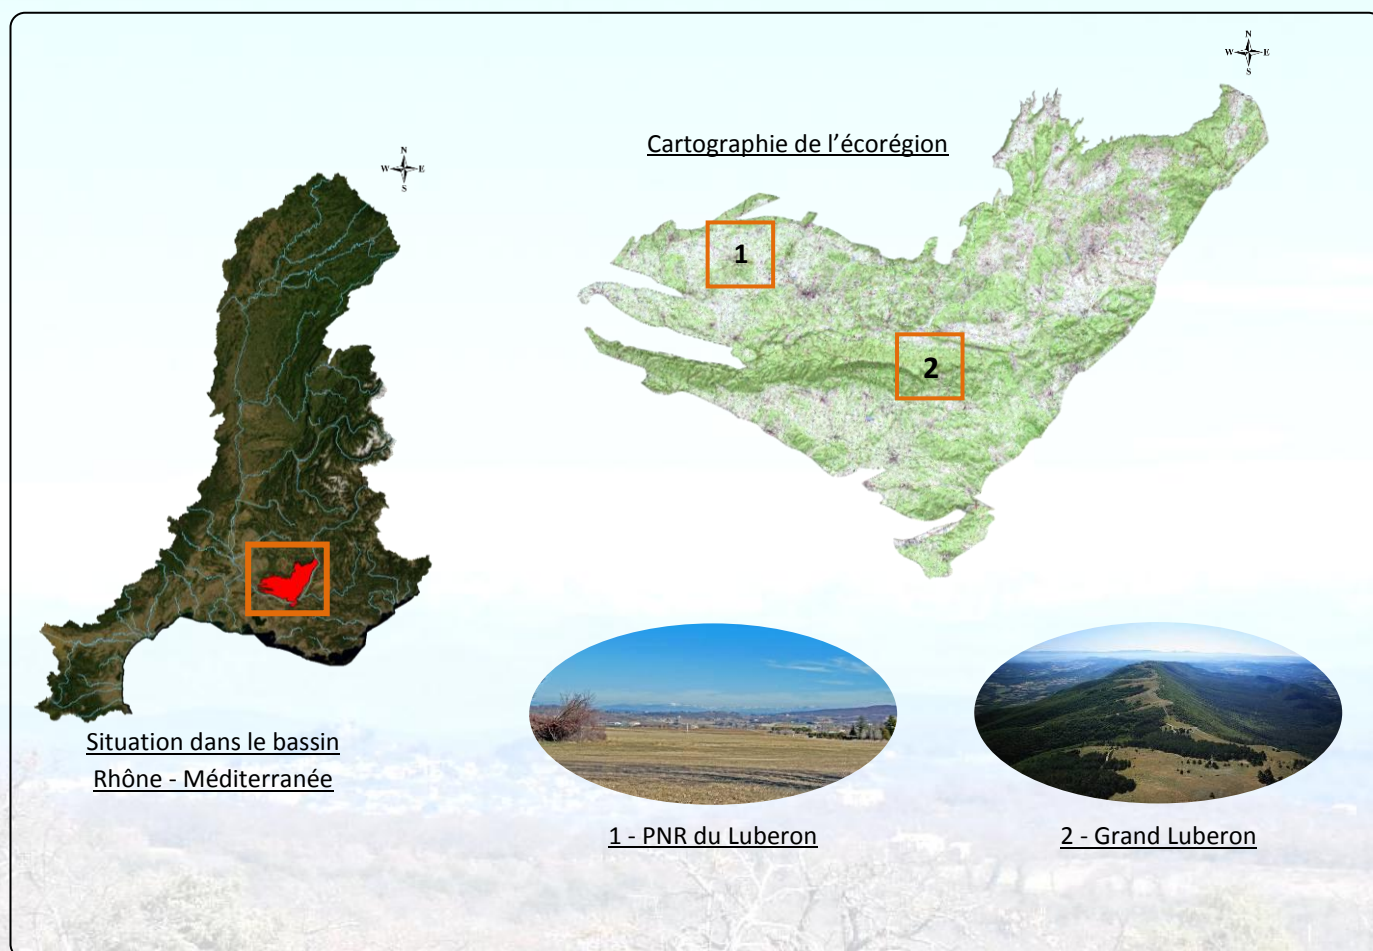 N
W E
S
Cartographie de l’écorégion
N
W E
S
1
2
Situation dans le bassin
Rhône - Méditerranée
1 - PNR du Luberon
2 - Grand Luberon